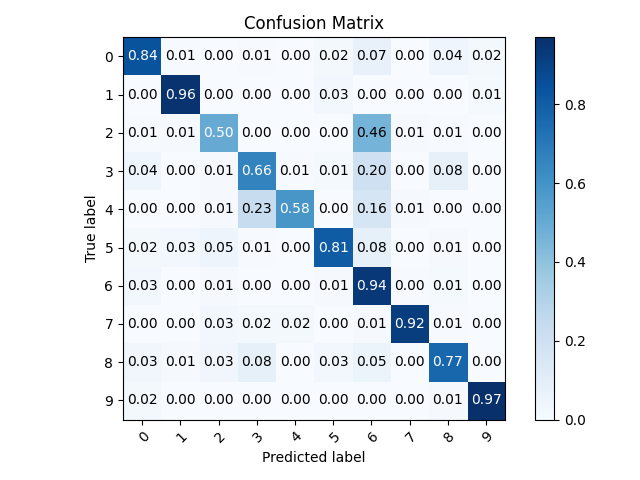 Confusion Matrix
True label
0 0.84 0.01 0.00 0.01 0.00 0.02 0.07 0.00 0.04 0.02
1 0.00 0.96 0.00 0.00 0.00 0.03 0.00 0.00 0.00 0.01
2 0.01 0.01 0.50 0.00 0.00 0.00 0.46 0.01 0.01 0.00
3 0.04 0.00 0.01 0.66 0.01 0.01 0.20 0.00 0.08 0.00
4 0.00 0.00 0.01 0.23 0.58 0.00 0.16 0.01 0.00 0.00
5 0.02 0.03 0.05 0.01 0.00 0.81 0.08 0.00 0.01 0.00
6 0.03 0.00 0.01 0.00 0.00 0.01 0.94 0.00 0.01 0.00
7 0.00 0.00 0.03 0.02 0.02 0.00 0.01 0.92 0.01 0.00
8 0.03 0.01 0.03 0.08 0.00 0.03 0.05 0.00 0.77 0.00
9 0.02 0.00 0.00 0.00 0.00 0.00 0.00 0.00 0.01 0.97
0 1 2 3 4 5 6 7 8 9
Predicted label
0.8
0.6
0.4
0.2
0.0